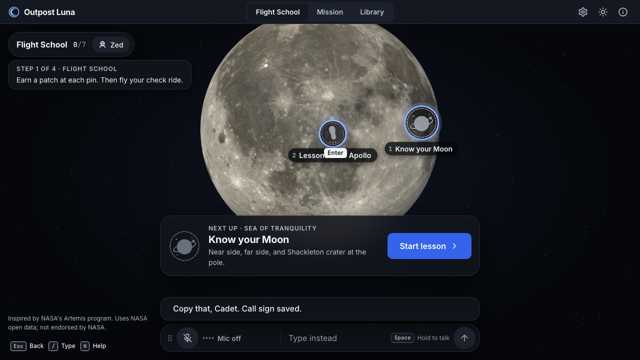 Outpost Luna
Flight School
Mission
Library
Flight School 0/7
Zed
STEP 1 OF 4 · FLIGHT SCHOOL
Earn a patch at each pin. Then fly your check ride.
2 Lesson Apollo
Enter
1 Know your Moon
NEXT UP · SEA OF TRANQUILITY
Know your Moon
Near side, far side, and Shackleton crater at the
pole.
Start lesson
Copy that, Cadet. Call sign saved.
Mic off
Type instead
Space Hold to talk
Inspired by NASA's Artemis program. Uses NASA
open data; not endorsed by NASA.
Esc Back / Type Help